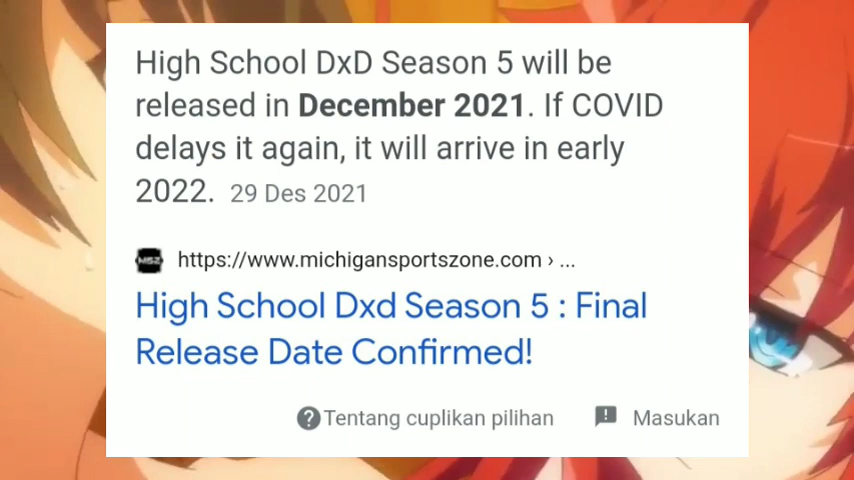 High School DxD Season 5 will be
released in December 2021. If COVID
delays it again, it will arrive in early
2022. 29 Des 2021
MSZ https://www.michigansportszone.com › ...
High School Dxd Season 5 : Final
Release Date Confirmed!
Tentang cuplikan pilihan Masukan